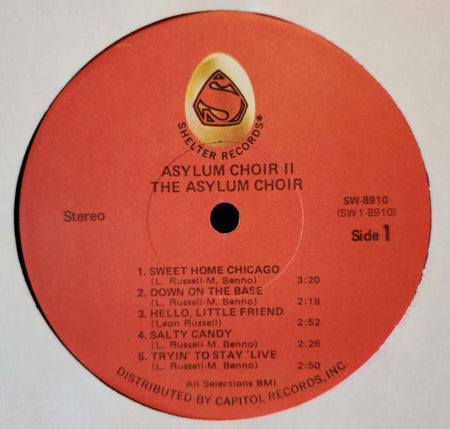 S
SHELTER RECORDS®
ASYLUM CHOIR II
THE ASYLUM CHOIR
Stereo
SW-8910
(SW1-8910)
Side 1
1. SWEET HOME CHICAGO
(L. Russell-M. Benno) 3:20
2. DOWN ON THE BASE
(L. Russell-M. Benno) 2:18
3. HELLO, LITTLE FRIEND
(Leon Russell) 2:52
4. SALTY CANDY
(L. Russell-M. Benno) 2:26
5. TRYIN' TO STAY 'LIVE
(L. Russell-M. Benno) 2:50
All Selections BMI
DISTRIBUTED BY CAPITOL RECORDS, INC.